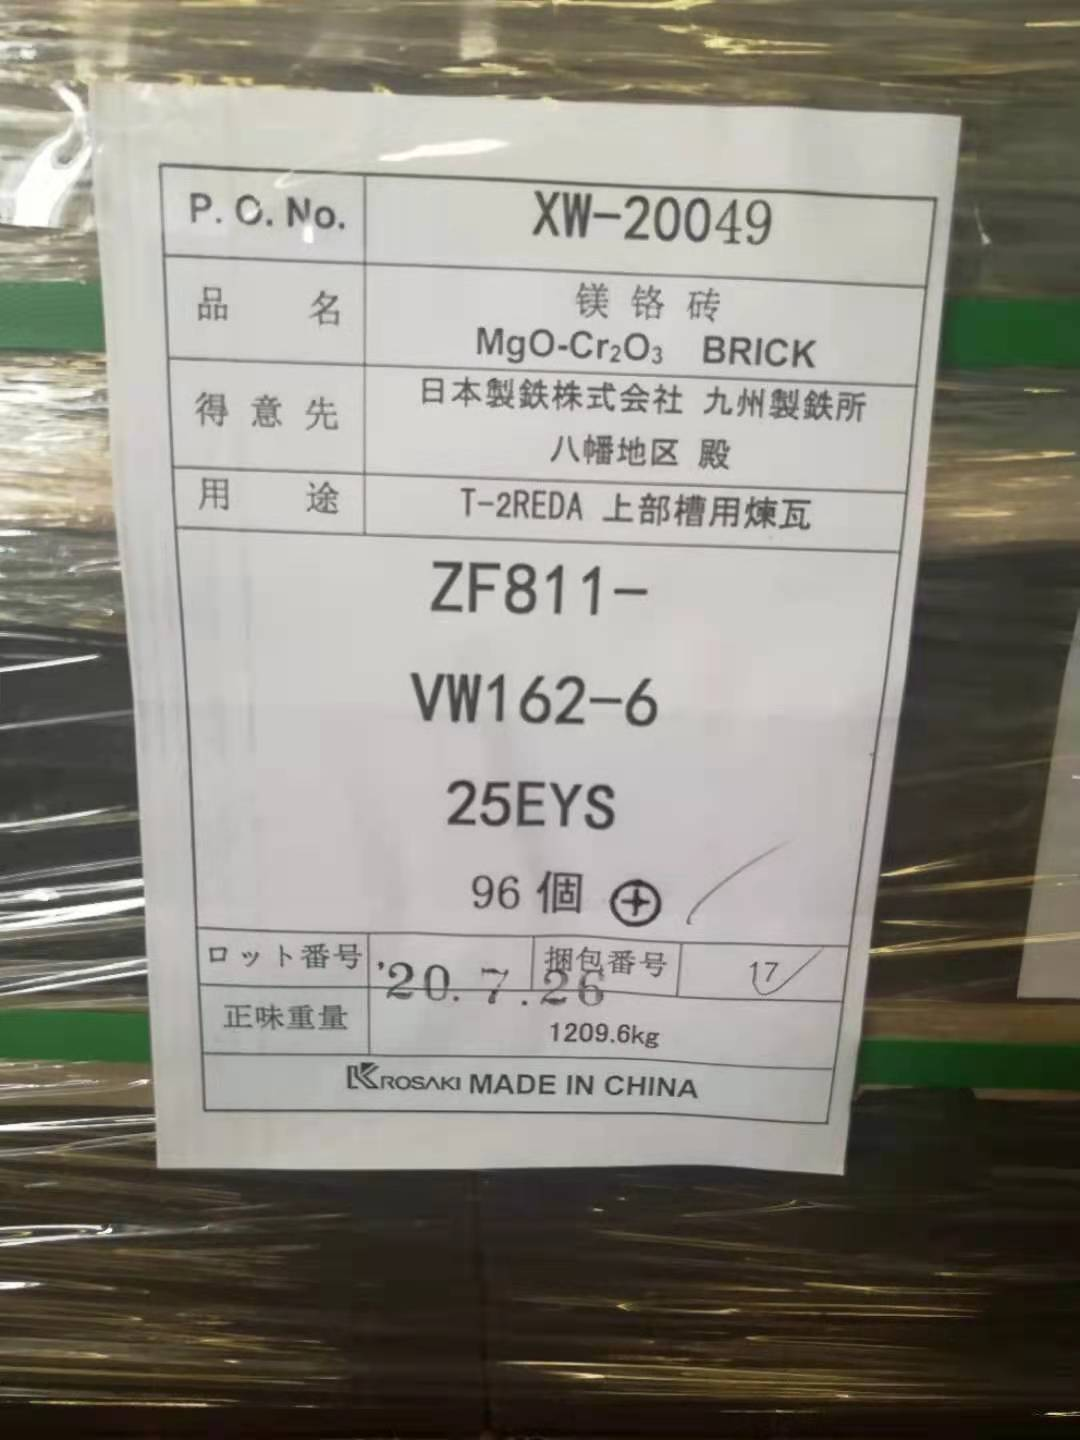 P.O.No. XW-20049
品 名 镁 铬 砖
MgO-Cr₂O₃ BRICK
得 意 先 日本製鉄株式会社 九州製鉄所
八幡地区 殿
用 途 T-2REDA 上部槽用煉瓦
ZF811-
VW162-6
25EYS
96 個
ロット番号 '20.7.26 捆包番号 17
正味重量 1209.6kg
KROSAKI MADE IN CHINA